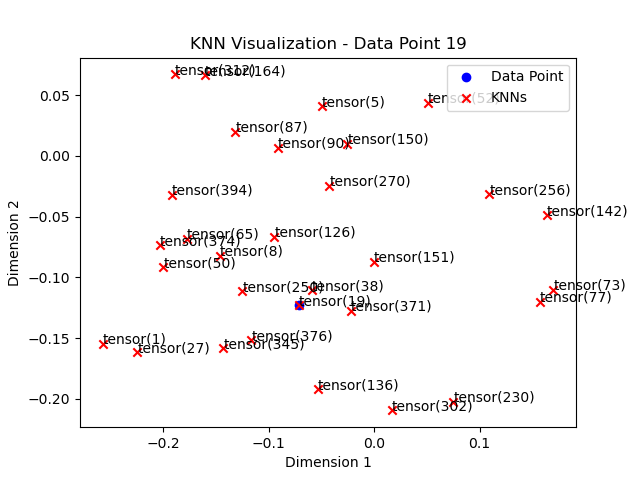 KNN Visualization - Data Point 19
Data Point
KNNs
tensor(312)
tensor(164)
tensor(5)
tensor(52)
tensor(87)
tensor(90)
tensor(150)
tensor(270)
tensor(394)
tensor(256)
tensor(142)
tensor(65)
tensor(374)
tensor(126)
tensor(8)
tensor(50)
tensor(151)
tensor(38)
tensor(19)
tensor(371)
tensor(73)
tensor(77)
tensor(1)
tensor(27)
tensor(376)
tensor(345)
tensor(136)
tensor(230)
tensor(302)
0.05
0.00
−0.05
−0.10
−0.15
−0.20
Dimension 2
−0.2
−0.1
0.0
0.1
Dimension 1